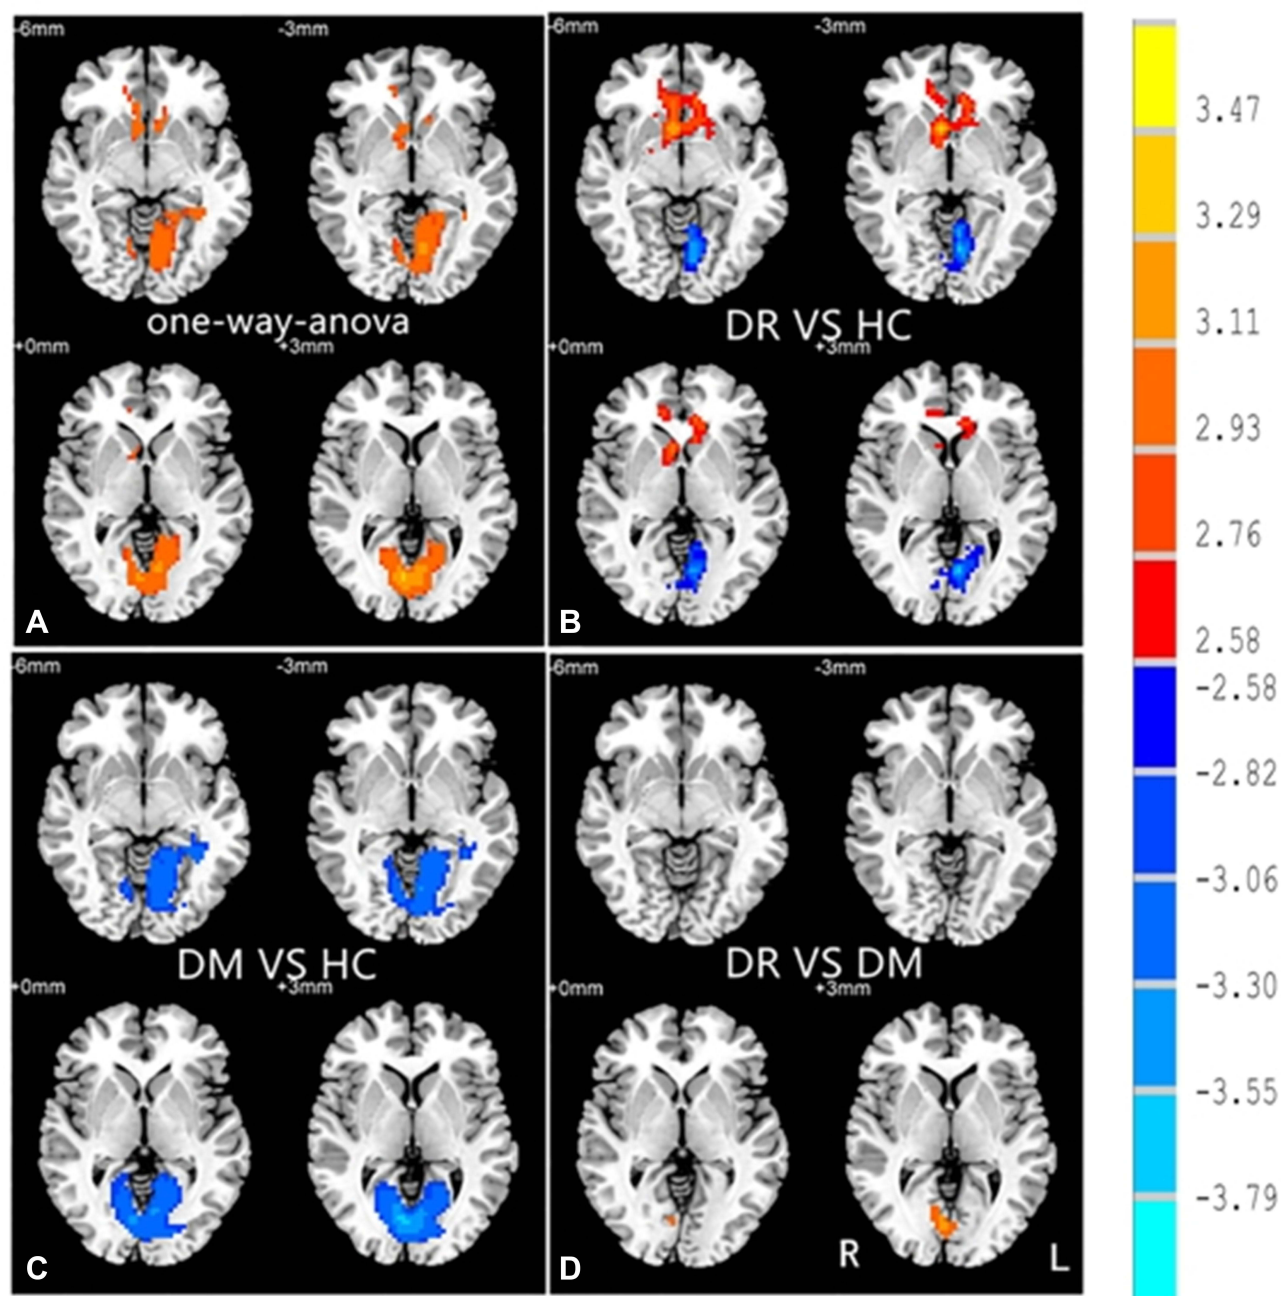 -6mm
-3mm
one-way-anova
+0mm
+3mm
A
-6mm
-3mm
DR VS HC
+0mm
+3mm
B
-6mm
-3mm
DM VS HC
+0mm
+3mm
C
-6mm
-3mm
DR VS DM
+0mm
+3mm
D
R
L
3.47
3.29
3.11
2.93
2.76
2.58
-2.58
-2.82
-3.06
-3.30
-3.55
-3.79